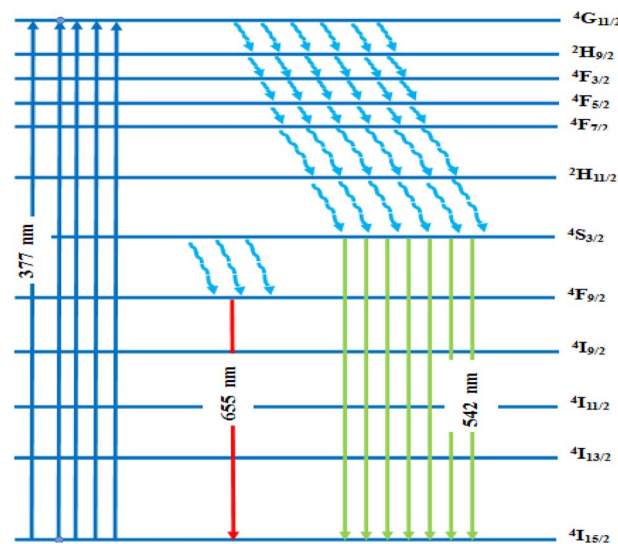 ⁴G₁₁/₂
²H₉/₂
⁴F₃/₂
⁴F₅/₂
⁴F₇/₂
²H₁₁/₂
⁴S₃/₂
377 nm
⁴F₉/₂
⁴I₉/₂
655 nm
542 nm
⁴I₁₁/₂
⁴I₁₃/₂
⁴I₁₅/₂